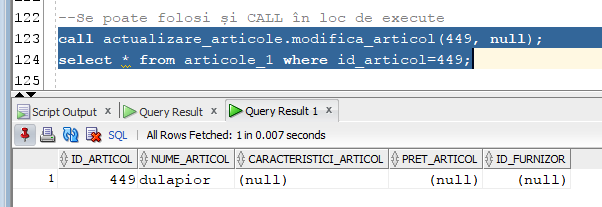 122 --Se poate folosi și CALL în loc de execute
123 call actualizare_articole.modifica_articol(449, null);
124 select * from articole_1 where id_articol=449;
125
Script Output x Query Result x Query Result 1 x
SQL | All Rows Fetched: 1 in 0.007 seconds
ID_ARTICOL NUME_ARTICOL CARACTERISTICI_ARTICOL PRET_ARTICOL ID_FURNIZOR
1 449 dulapior (null) (null) (null)